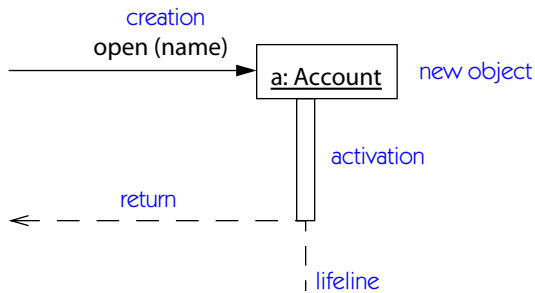 creation
open (name)
a: Account
new object
activation
return
lifeline